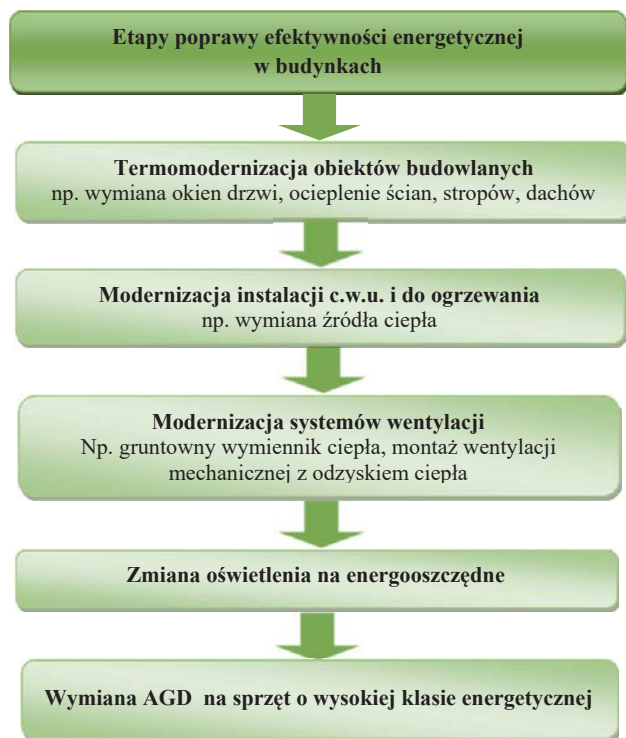 Etapy poprawy efektywności energetycznej
w budynkach
Termomodernizacja obiektów budowlanych
np. wymiana okien drzwi, ocieplenie ścian, stropów, dachów
Modernizacja instalacji c.w.u. i do ogrzewania
np. wymiana źródła ciepła
Modernizacja systemów wentylacji
Np. gruntowny wymiennik ciepła, montaż wentylacji
mechanicznej z odzyskiem ciepła
Zmiana oświetlenia na energooszczędne
Wymiana AGD na sprzęt o wysokiej klasie energetycznej